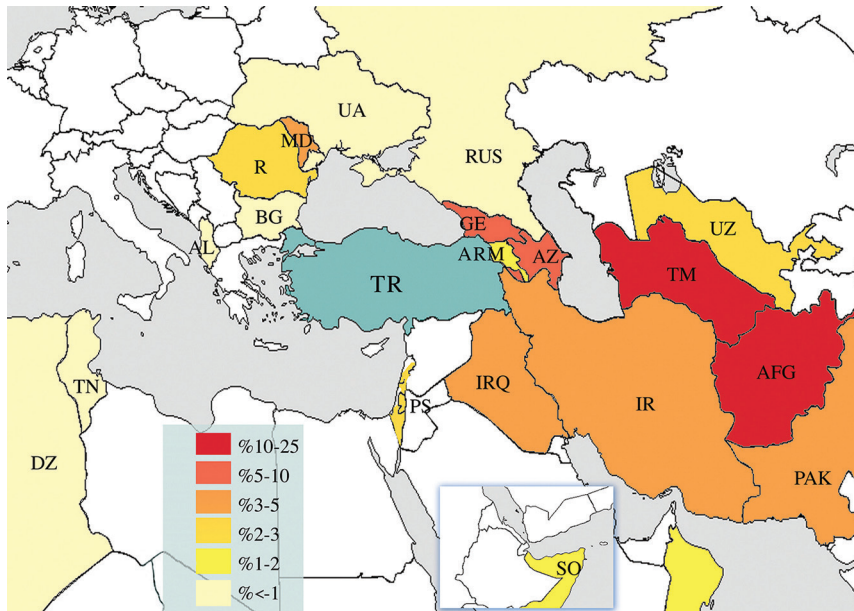 UA
MD
R
RUS
BG
GE
AL
ARM
AZ
UZ
TR
TM
TN
PS
IRQ
IR
AFG
DZ
PAK
%10-25
%5-10
%3-5
%2-3
%1-2
%<-1
SO